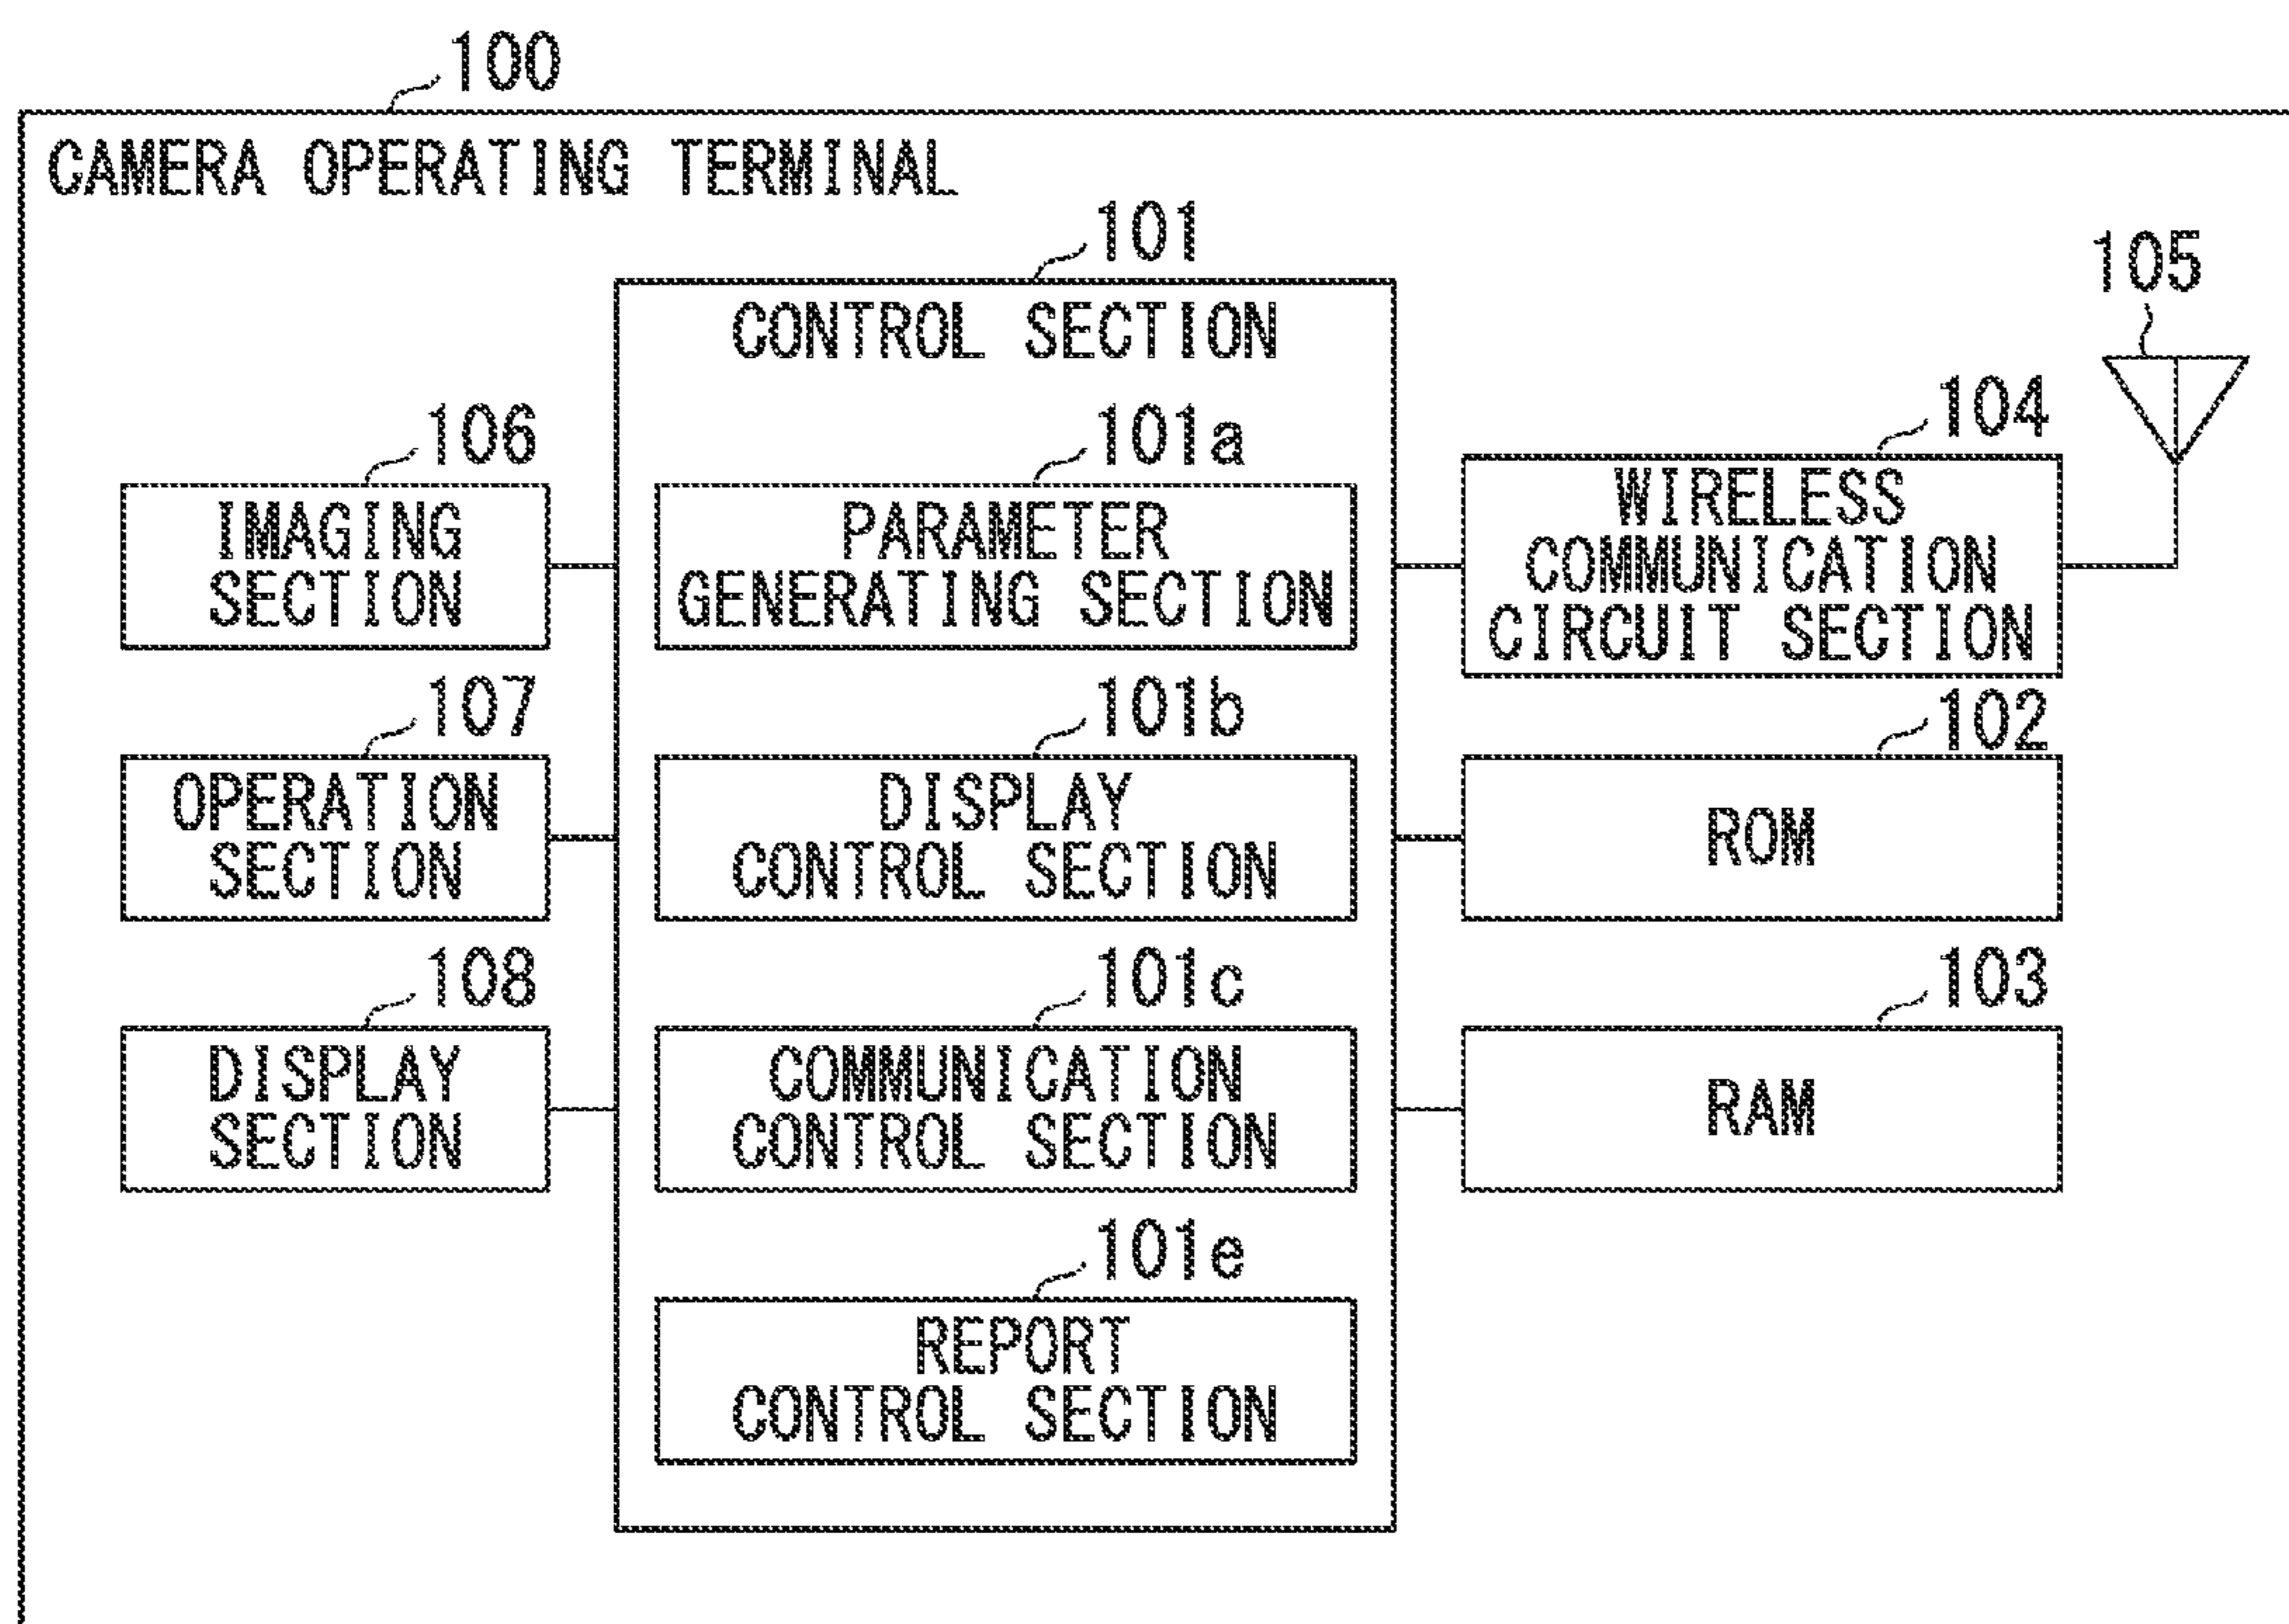 100
CAMERA OPERATING TERMINAL
101
CONTROL SECTION
105
106
IMAGING
SECTION
101a
PARAMETER
GENERATING SECTION
104
WIRELESS
COMMUNICATION
CIRCUIT SECTION
107
OPERATION
SECTION
101b
DISPLAY
CONTROL SECTION
102
ROM
108
DISPLAY
SECTION
101c
COMMUNICATION
CONTROL SECTION
103
RAM
101e
REPORT
CONTROL SECTION